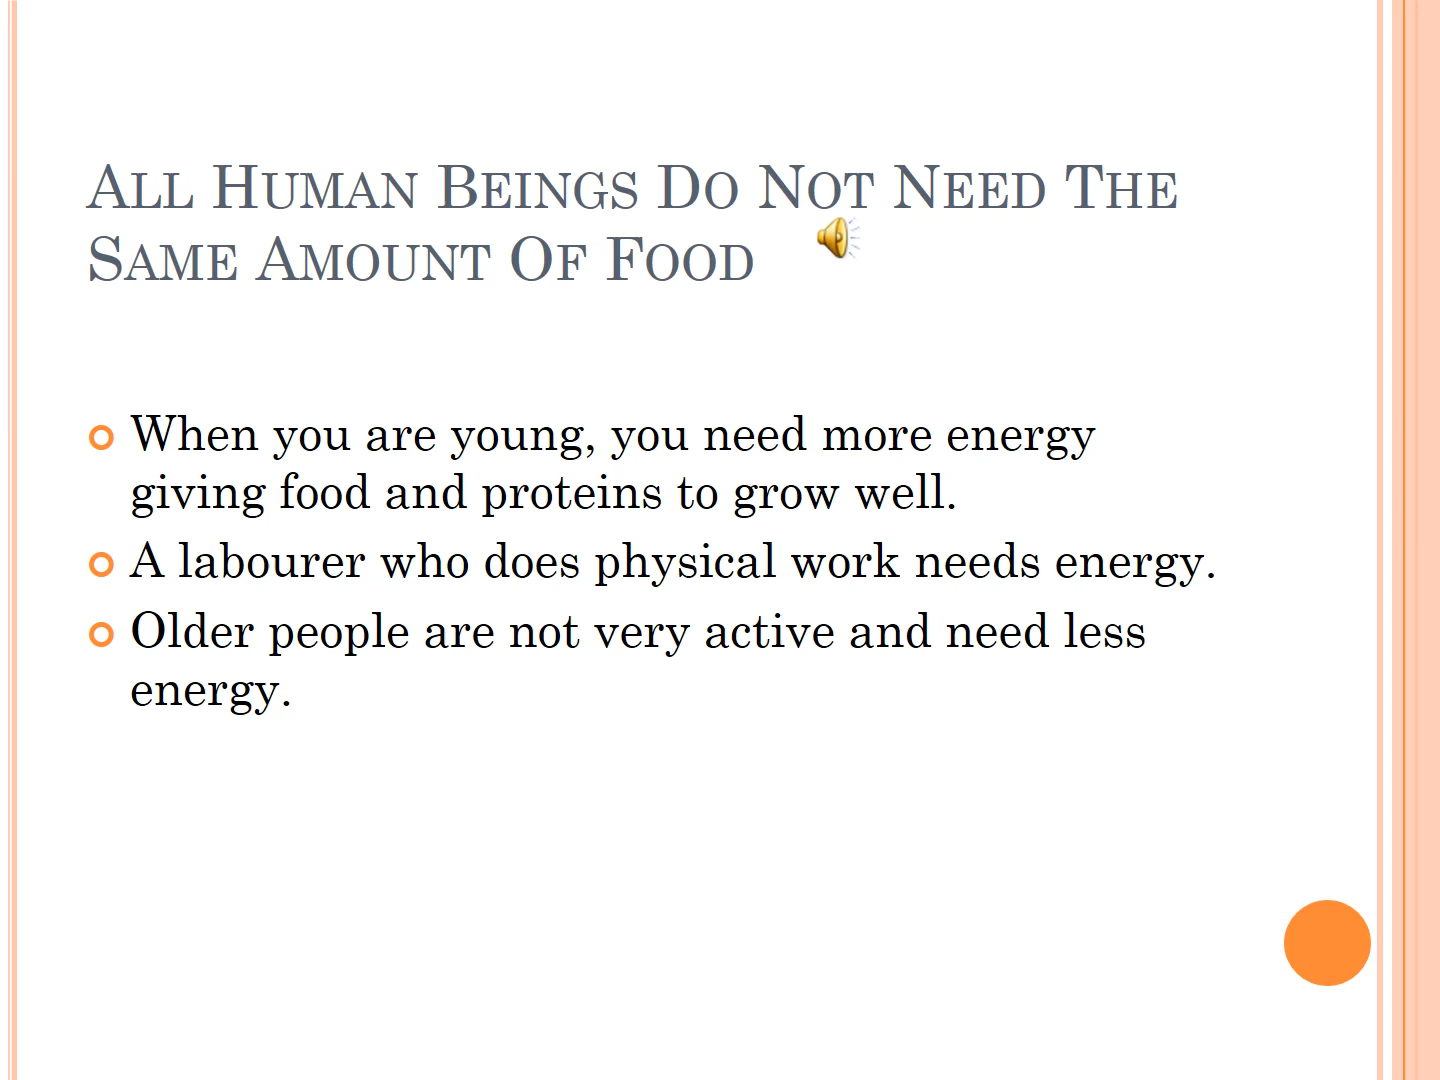 All Human Beings Do Not Need The
Same Amount Of Food
When you are young, you need more energy
giving food and proteins to grow well.
A labourer who does physical work needs energy.
Older people are not very active and need less
energy.